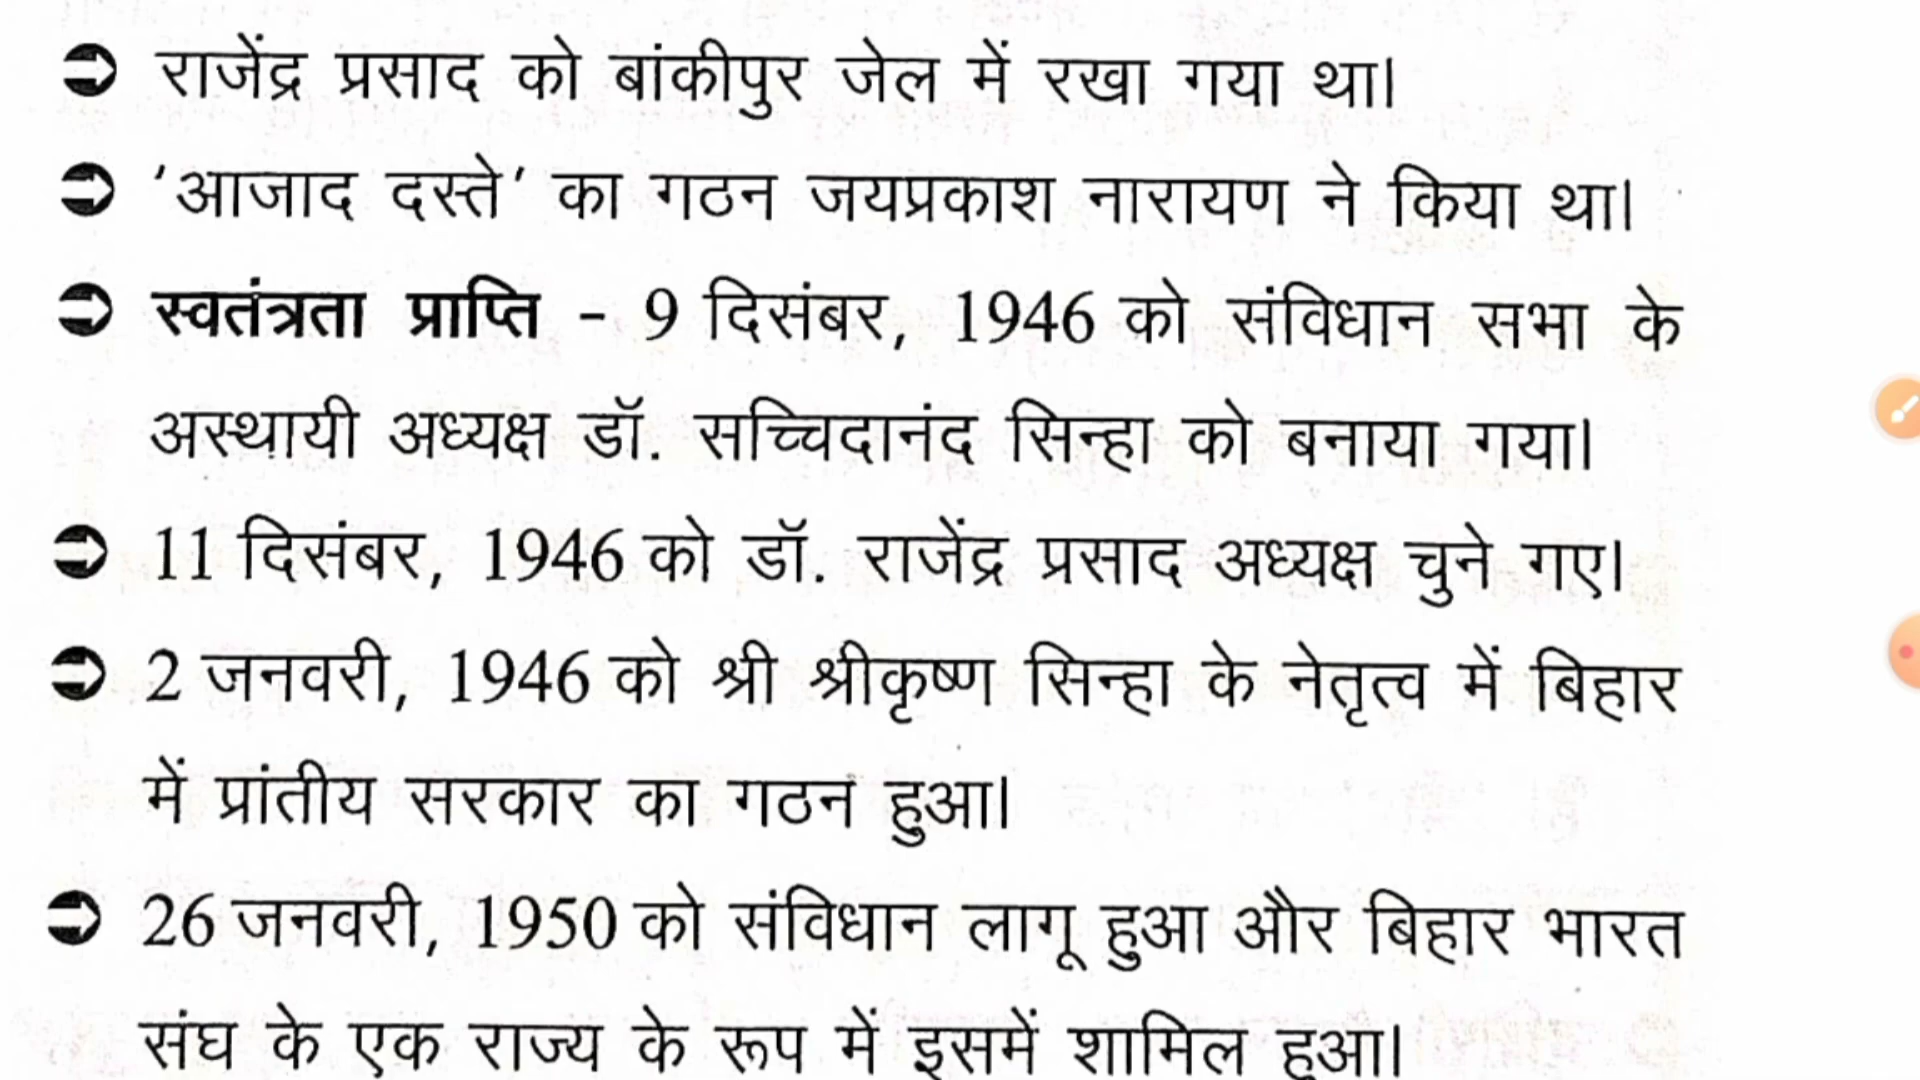 ➲ राजेंद्र प्रसाद को बांकीपुर जेल में रखा गया था।
➲ 'आजाद दस्ते' का गठन जयप्रकाश नारायण ने किया था।
➲ स्वतंत्रता प्राप्ति - 9 दिसंबर, 1946 को संविधान सभा के
अस्थायी अध्यक्ष डॉ. सच्चिदानंद सिन्हा को बनाया गया।
➲ 11 दिसंबर, 1946 को डॉ. राजेंद्र प्रसाद अध्यक्ष चुने गए।
➲ 2 जनवरी, 1946 को श्री श्रीकृष्ण सिन्हा के नेतृत्व में बिहार
में प्रांतीय सरकार का गठन हुआ।
➲ 26 जनवरी, 1950 को संविधान लागू हुआ और बिहार भारत
संघ के एक राज्य के रूप में इसमें शामिल हुआ।